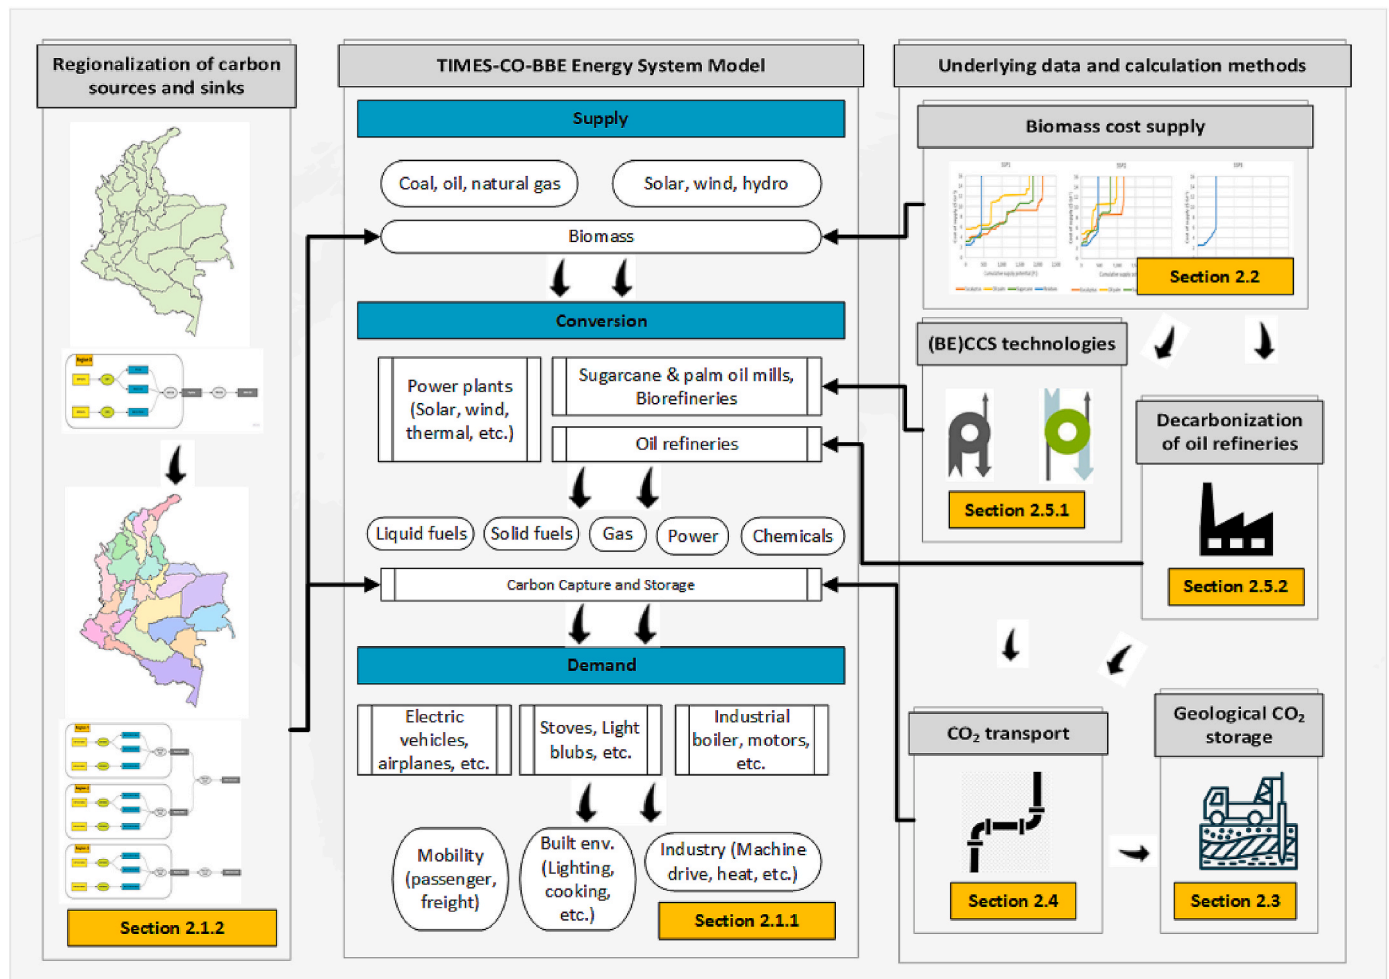 Regionalization of carbon
sources and sinks
Section 2.1.2
TIMES-CO-BBE Energy System Model
Supply
Coal, oil, natural gas
Solar, wind, hydro
Biomass
Conversion
Power plants
(Solar, wind,
thermal, etc.)
Sugarcane & palm oil mills,
Biorefineries
Oil refineries
Liquid fuels
Solid fuels
Gas
Power
Chemicals
Carbon Capture and Storage
Demand
Electric
vehicles,
airplanes, etc.
Stoves, Light
blubs, etc.
Industrial
boiler, motors,
etc.
Mobility
(passenger,
freight)
Built env.
(Lighting,
cooking,
etc.)
Industry (Machine
drive, heat, etc.)
Section 2.1.1
Underlying data and calculation methods
Biomass cost supply
Section 2.2
(BE)CCS technologies
Section 2.5.1
Decarbonization
of oil refineries
Section 2.5.2
CO₂ transport
Section 2.4
Geological CO₂
storage
Section 2.3